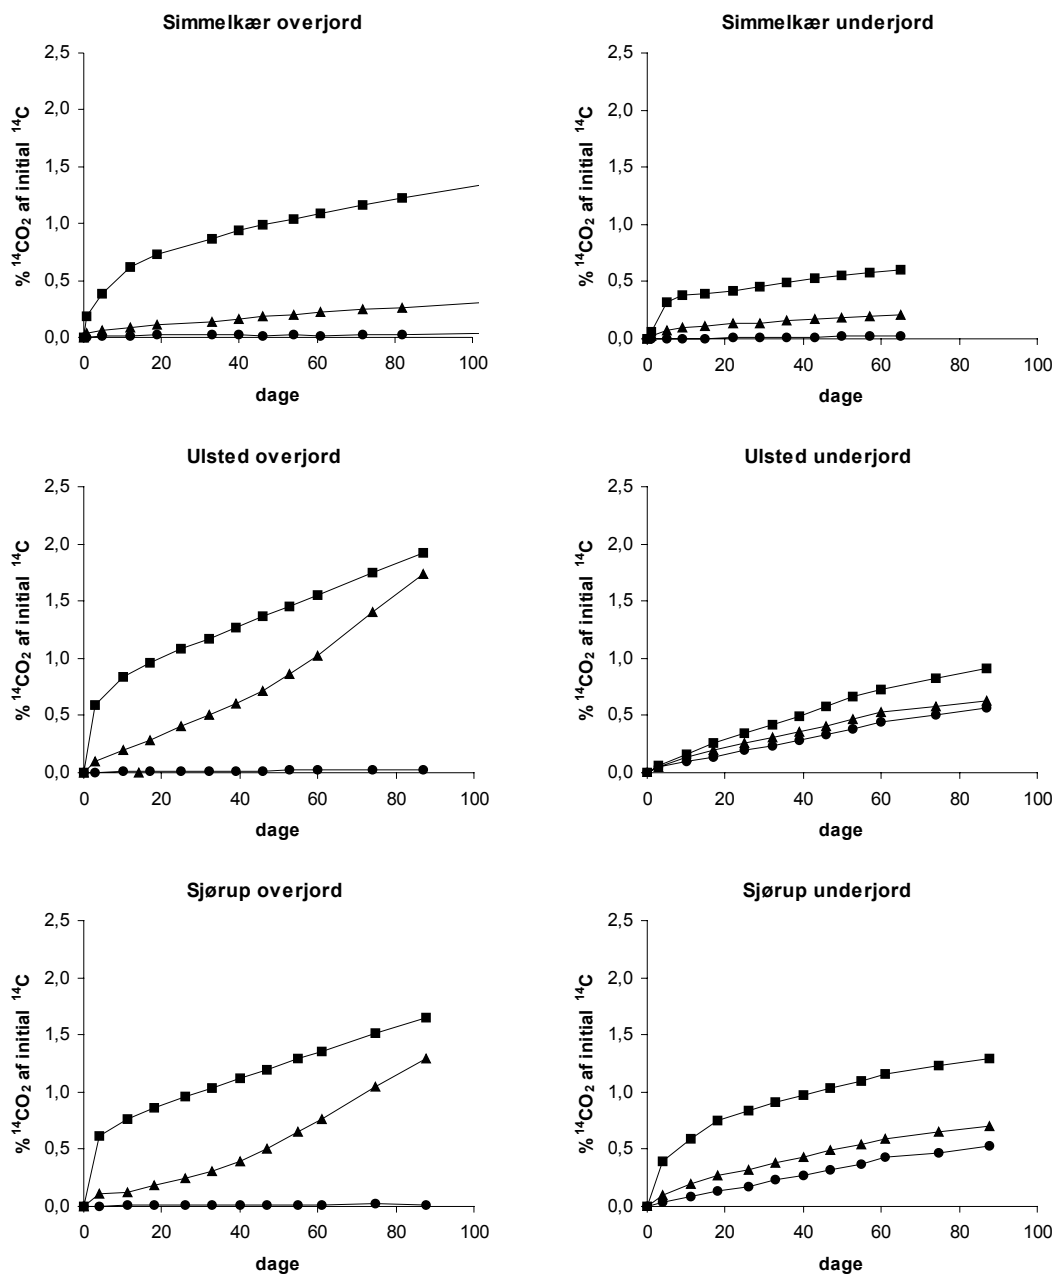 Simmelkær overjord
2,5
2,0
1,5
1,0
0,5
0,0
% ¹⁴CO₂ af initial ¹⁴C
0 20 40 60 80 100
dage
Simmelkær underjord
2,5
2,0
1,5
1,0
0,5
0,0
% ¹⁴CO₂ af initial ¹⁴C
0 20 40 60 80 100
dage
Ulsted overjord
2,5
2,0
1,5
1,0
0,5
0,0
% ¹⁴CO₂ af initial ¹⁴C
0 20 40 60 80 100
dage
Ulsted underjord
2,5
2,0
1,5
1,0
0,5
0,0
% ¹⁴CO₂ af initial ¹⁴C
0 20 40 60 80 100
dage
Sjørup overjord
2,5
2,0
1,5
1,0
0,5
0,0
% ¹⁴CO₂ af initial ¹⁴C
0 20 40 60 80 100
dage
Sjørup underjord
2,5
2,0
1,5
1,0
0,5
0,0
% ¹⁴CO₂ af initial ¹⁴C
0 20 40 60 80 100
dage